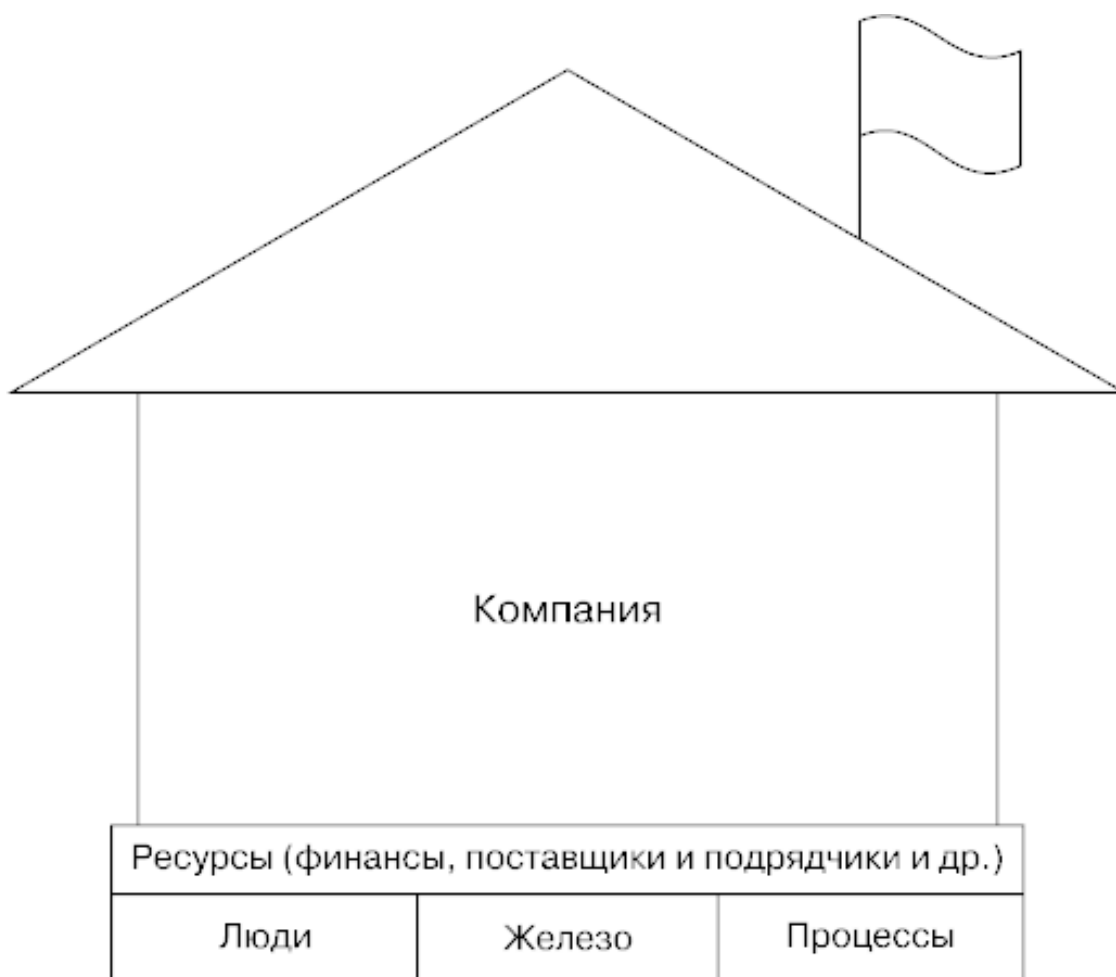 Компания
Ресурсы (финансы, поставщики и подрядчики и др.)
Люди
Железо
Процессы